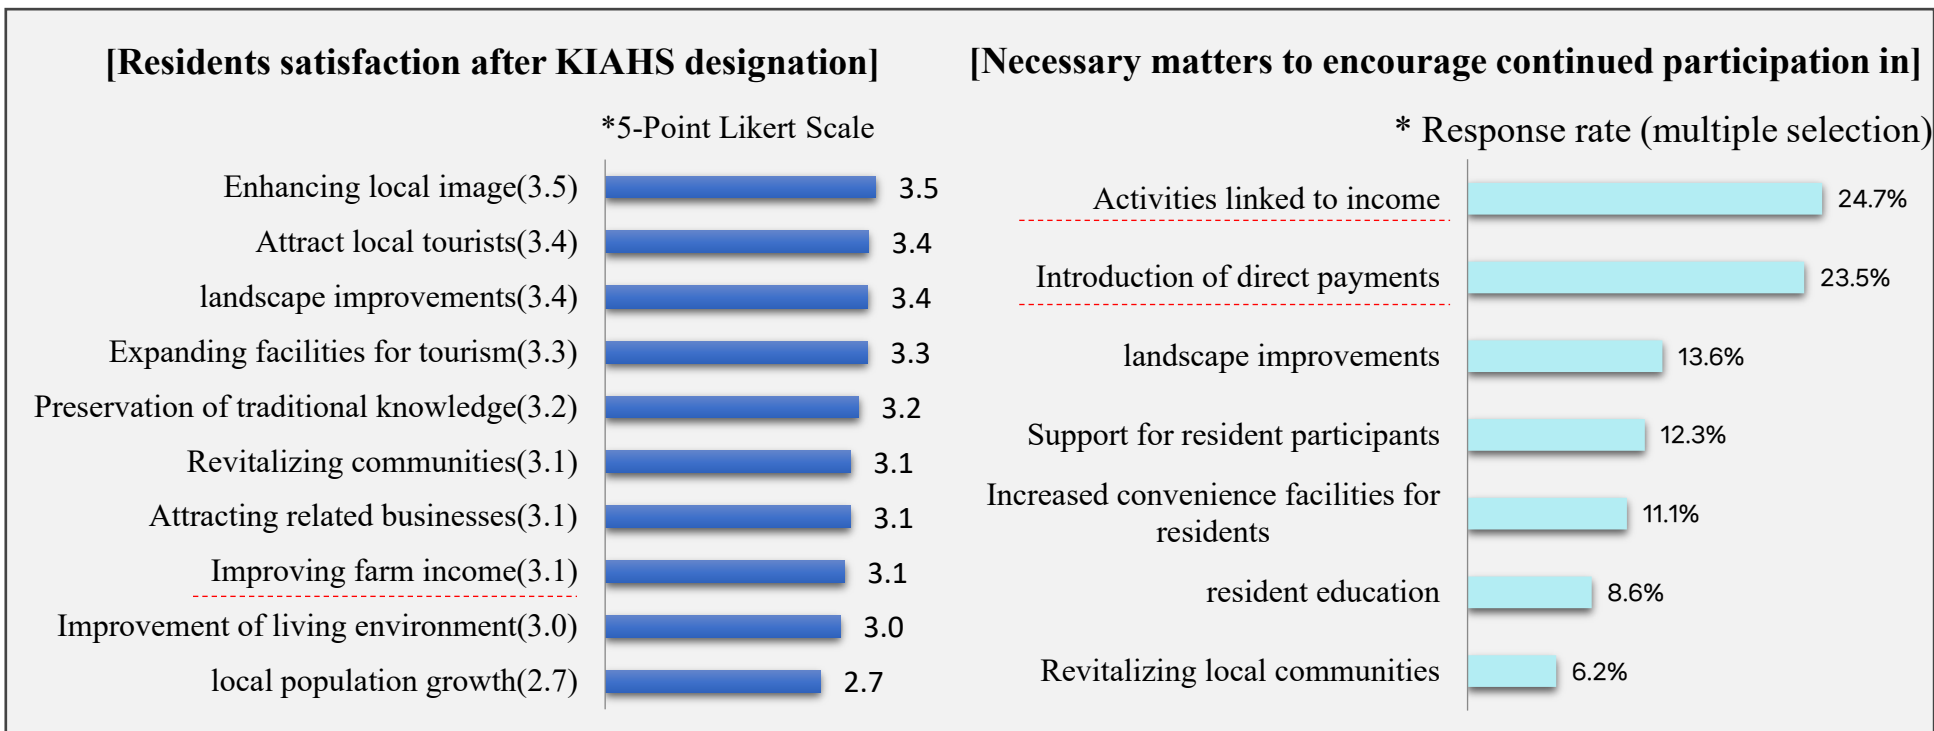 [Residents satisfaction after KIAHS designation]
*5-Point Likert Scale
Enhancing local image(3.5) 3.5
Attract local tourists(3.4) 3.4
landscape improvements(3.4) 3.4
Expanding facilities for tourism(3.3) 3.3
Preservation of traditional knowledge(3.2) 3.2
Revitalizing communities(3.1) 3.1
Attracting related businesses(3.1) 3.1
Improving farm income(3.1) 3.1
Improvement of living environment(3.0) 3.0
local population growth(2.7) 2.7
[Necessary matters to encourage continued participation in]
* Response rate (multiple selection)
Activities linked to income 24.7%
Introduction of direct payments 23.5%
landscape improvements 13.6%
Support for resident participants 12.3%
Increased convenience facilities for
residents 11.1%
resident education 8.6%
Revitalizing local communities 6.2%